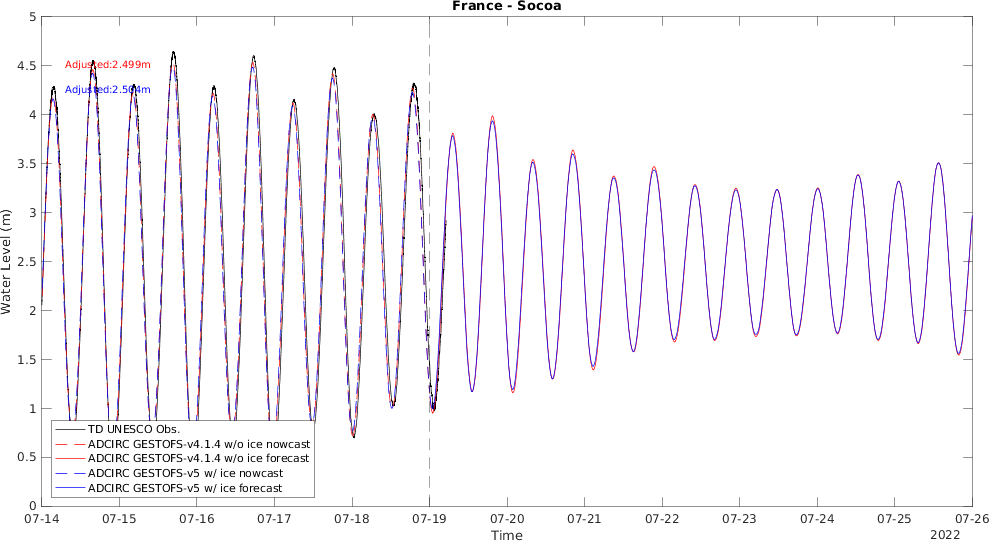 France - Socoa
5
4.5
4
3.5
3
2.5
2
1.5
1
0.5
0
Water Level (m)
Adjusted:2.499m
Adjusted:2.504m
TD UNESCO Obs.
ADCIRC GESTOFS-v4.1.4 w/o ice nowcast
ADCIRC GESTOFS-v4.1.4 w/o ice forecast
ADCIRC GESTOFS-v5 w/ ice nowcast
ADCIRC GESTOFS-v5 w/ ice forecast
07-14 07-15 07-16 07-17 07-18 07-19 07-20 07-21 07-22 07-23 07-24 07-25 07-26
Time
2022